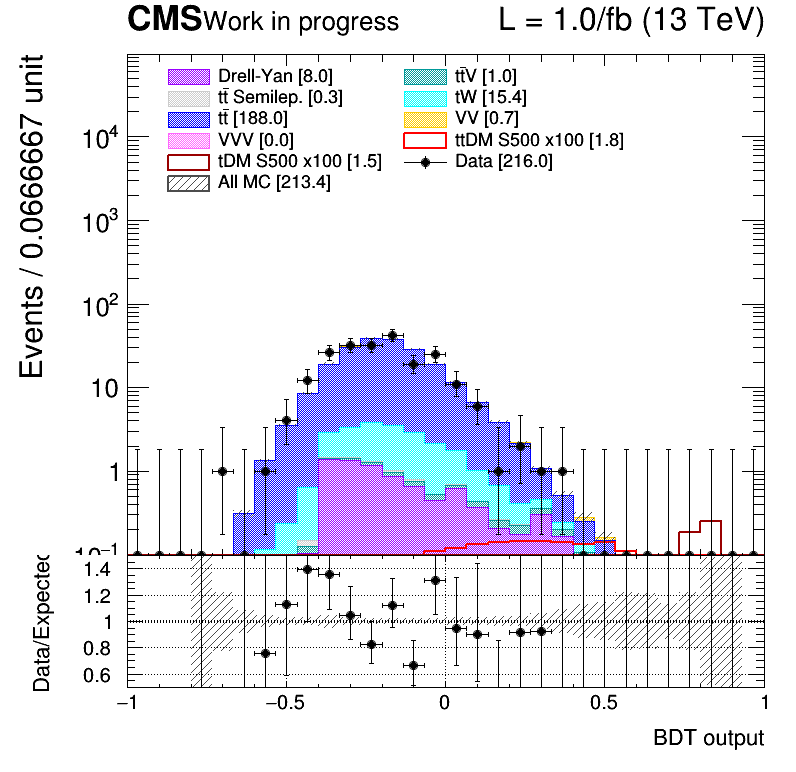 CMS Work in progress L = 1.0/fb (13 TeV)
Events / 0.0666667 unit
Drell-Yan [8.0] tt̄V [1.0]
tt̄ Semilep. [0.3] tW [15.4]
tt̄ [188.0] VV [0.7]
VVV [0.0] ttDM S500 x100 [1.8]
tDM S500 x100 [1.5] Data [216.0]
All MC [213.4]
10⁴
10³
10²
10
1
10⁻¹
Data/Expected
1.4
1.2
1
0.8
0.6
−1 −0.5 0 0.5 1
BDT output